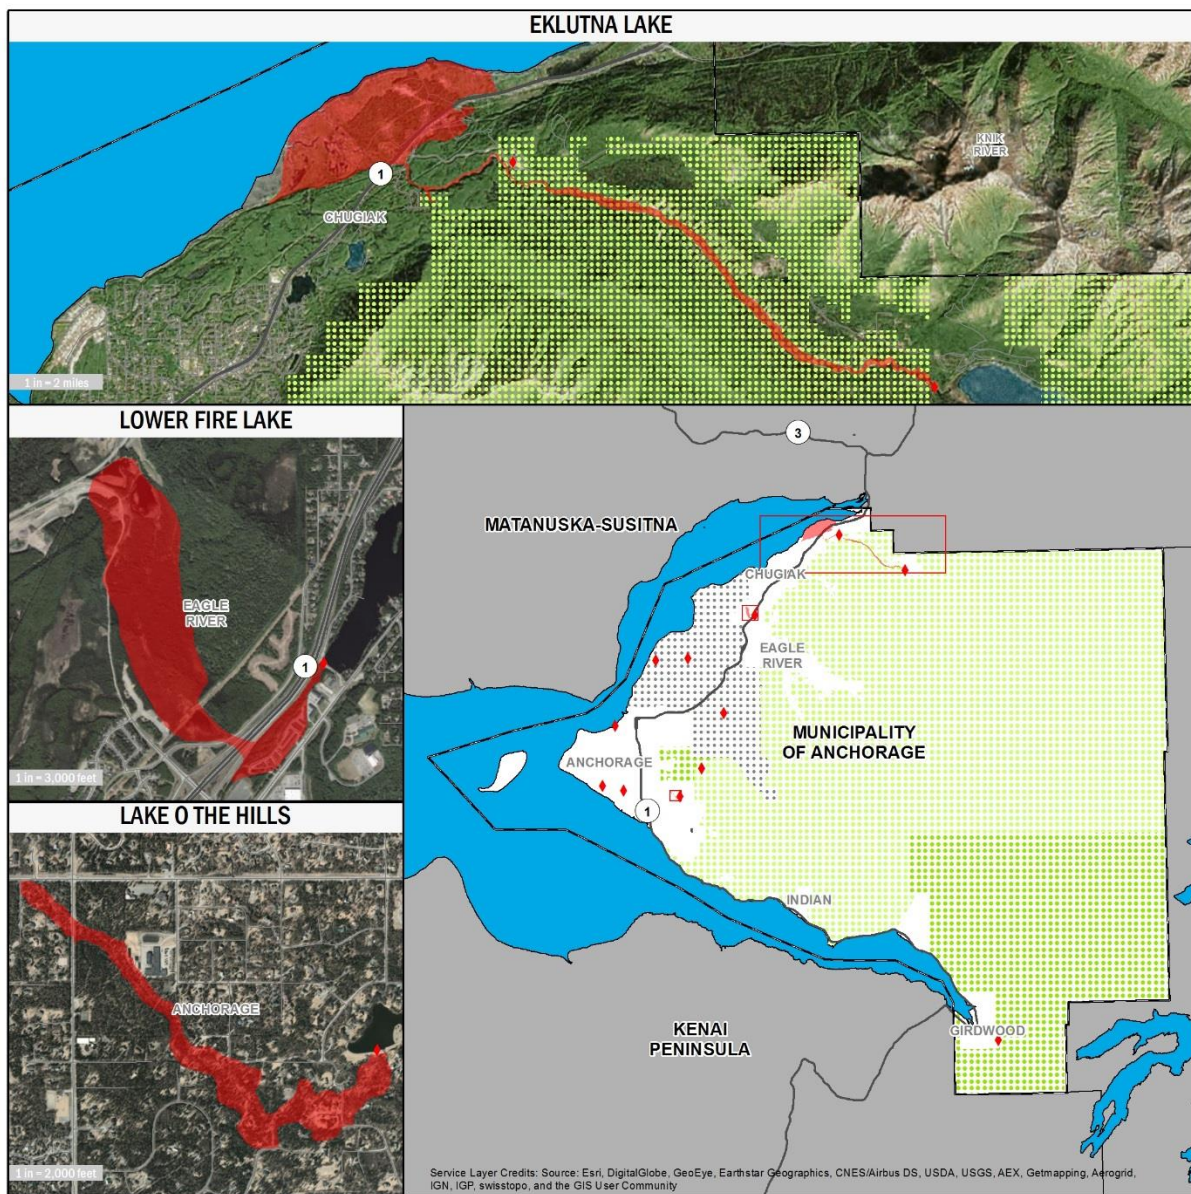 EKLUTNA LAKE
KNIK
RIVER
1
CHUGIAK
1 in = 2 miles
LOWER FIRE LAKE
EAGLE
RIVER
1
1 in = 3,000 feet
LAKE O THE HILLS
ANCHORAGE
1 in = 2,000 feet
3
MATANUSKA-SUSITNA
CHUGIAK
EAGLE
RIVER
MUNICIPALITY
OF ANCHORAGE
ANCHORAGE
1
INDIAN
KENAI
PENINSULA
GIRDWOOD
Service Layer Credits: Source: Esri, DigitalGlobe, GeoEye, Earthstar Geographics, CNES/Airbus DS, USDA, USGS, AEX, Getmapping, Aerogrid,
IGN, IGP, swisstopo, and the GIS User Community